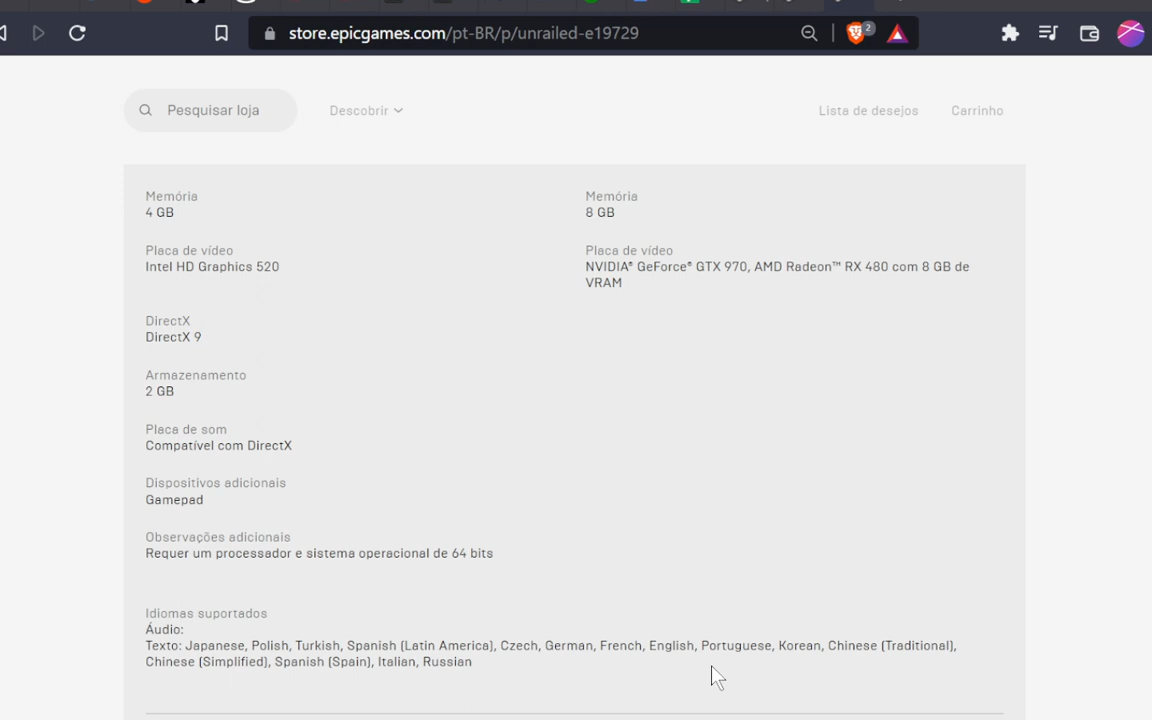 store.epicgames.com/pt-BR/p/unrailed-e19729
2
Pesquisar loja
Descobrir
Lista de desejos
Carrinho
Memória
4 GB
Memória
8 GB
Placa de vídeo
Intel HD Graphics 520
Placa de vídeo
NVIDIA® GeForce® GTX 970, AMD Radeon™ RX 480 com 8 GB de
VRAM
DirectX
DirectX 9
Armazenamento
2 GB
Placa de som
Compatível com DirectX
Dispositivos adicionais
Gamepad
Observações adicionais
Requer um processador e sistema operacional de 64 bits
Idiomas suportados
Áudio:
Texto: Japanese, Polish, Turkish, Spanish (Latin America), Czech, German, French, English, Portuguese, Korean, Chinese (Traditional),
Chinese (Simplified), Spanish (Spain), Italian, Russian